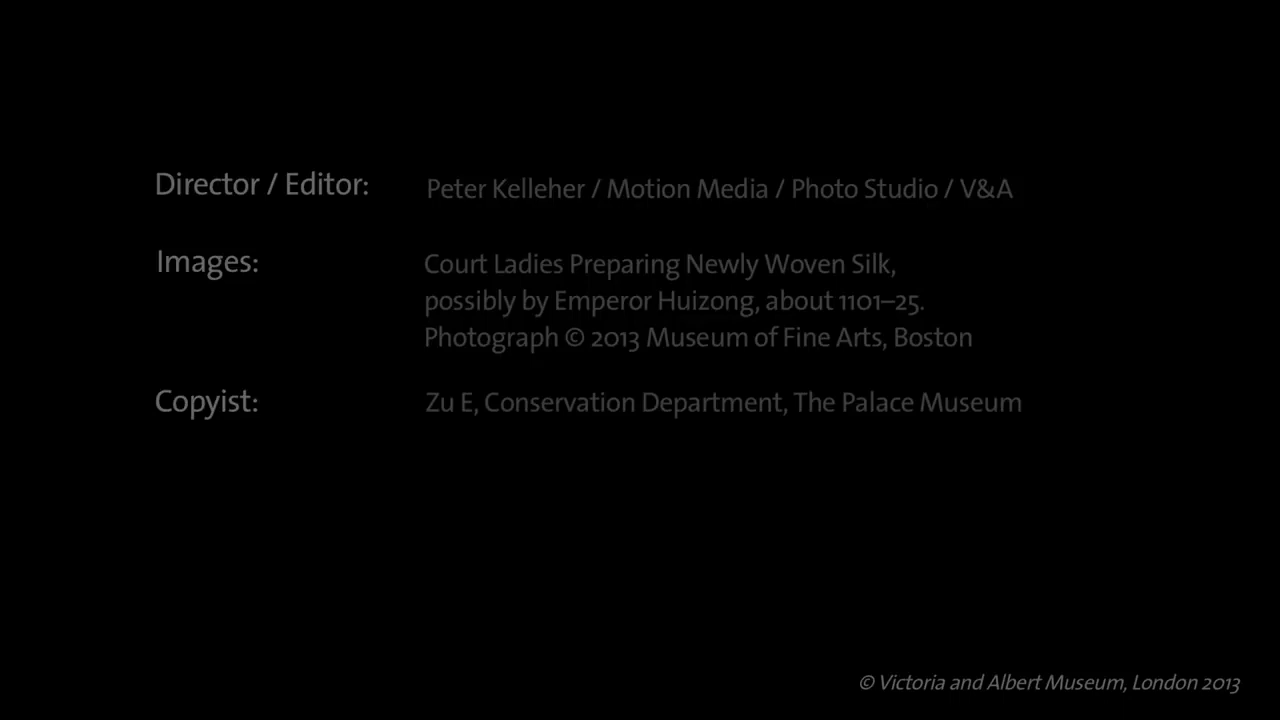 Director / Editor: Peter Kelleher / Motion Media / Photo Studio / V&A
Images: Court Ladies Preparing Newly Woven Silk,
possibly by Emperor Huizong, about 1101–25.
Photograph © 2013 Museum of Fine Arts, Boston
Copyist: Zu E, Conservation Department, The Palace Museum
© Victoria and Albert Museum, London 2013